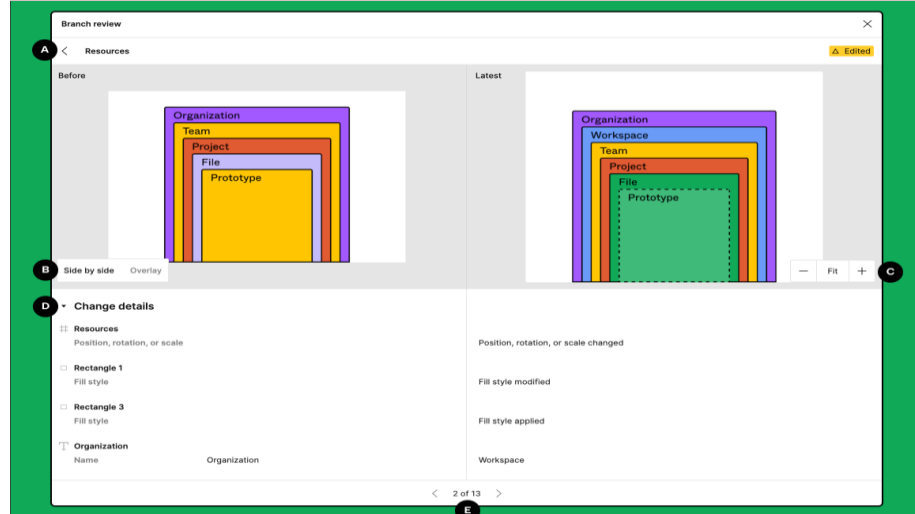 Branch review
A
Resources
Edited
Before
Latest
Organization
Team
Project
File
Prototype
Organization
Workspace
Team
Project
File
Prototype
B
Side by side Overlay
Fit
C
D
Change details
Resources
Position, rotation, or scale
Position, rotation, or scale changed
Rectangle 1
Fill style
Fill style modified
Rectangle 3
Fill style
Fill style applied
Organization
Name Organization Workspace
2 of 13
E